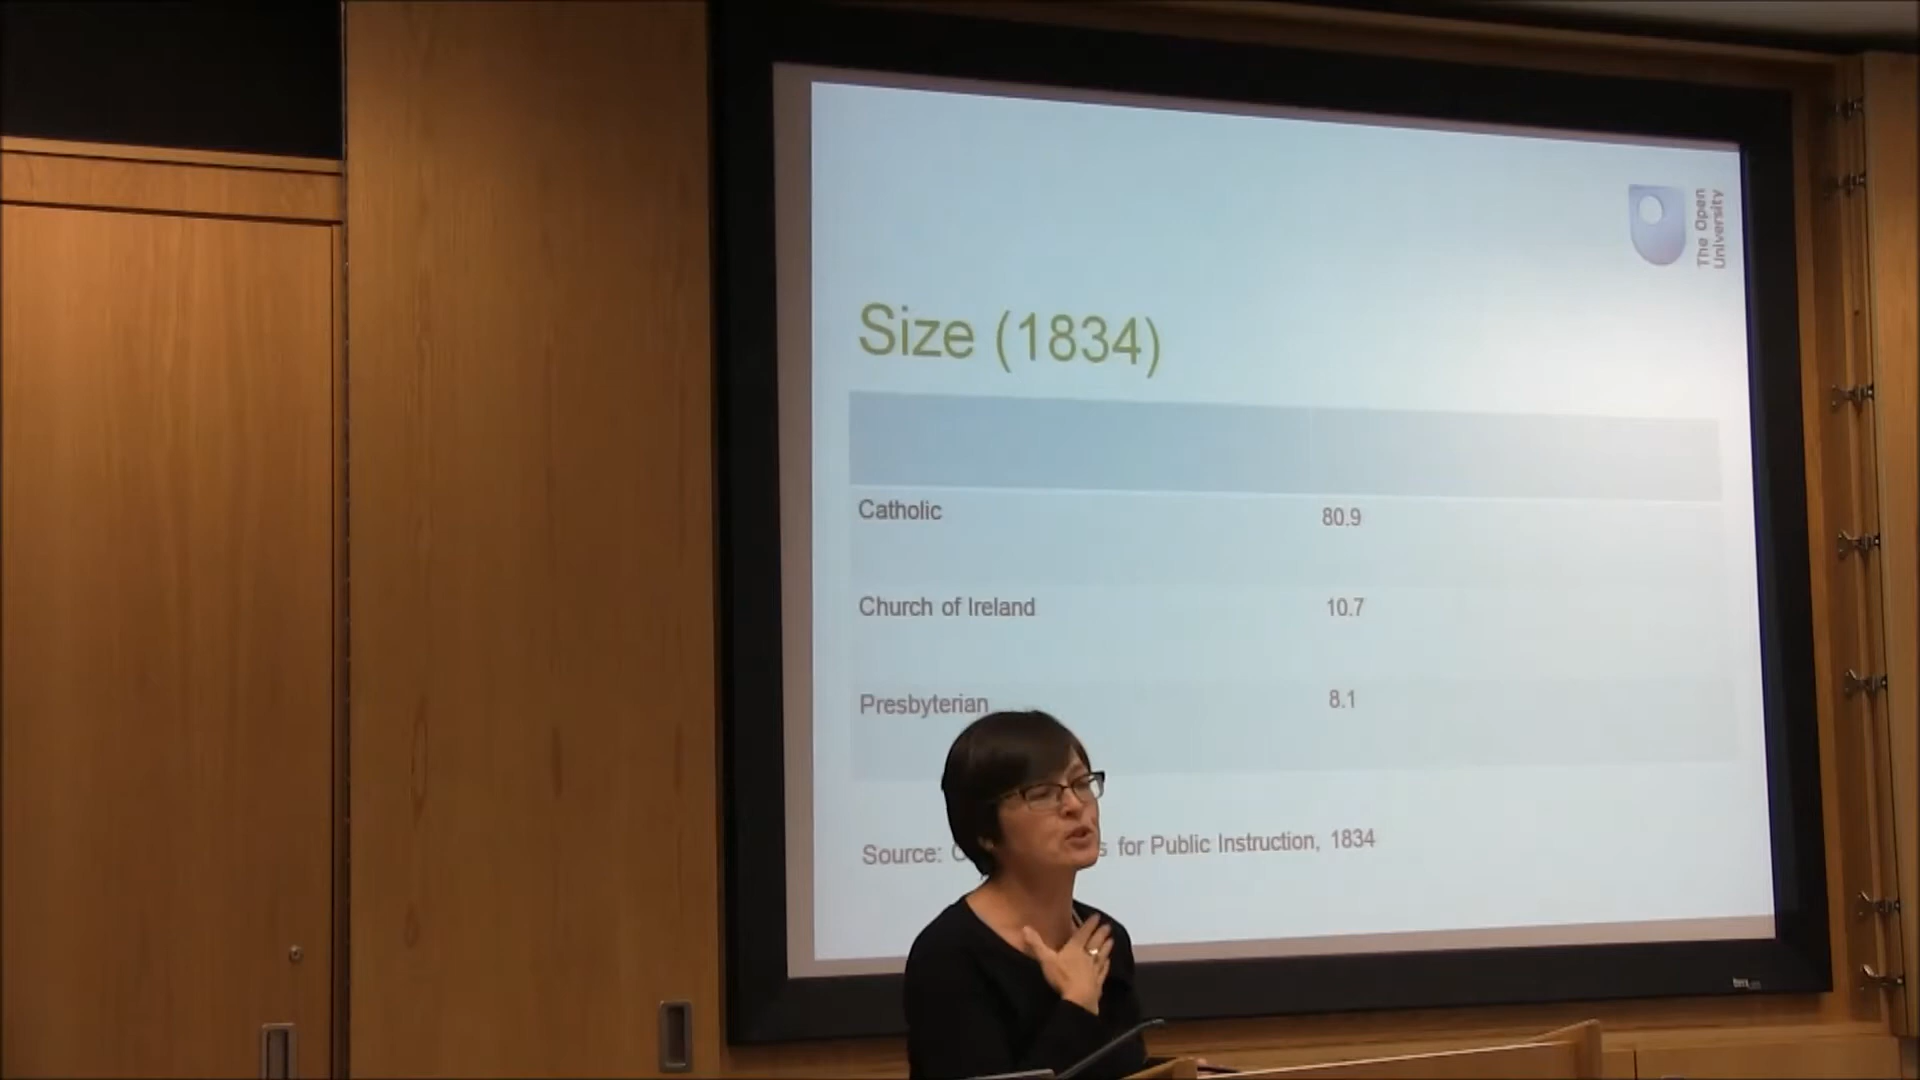 The Open
University
Size (1834)
Catholic 80.9
Church of Ireland 10.7
Presbyterian 8.1
Source: for Public Instruction, 1834